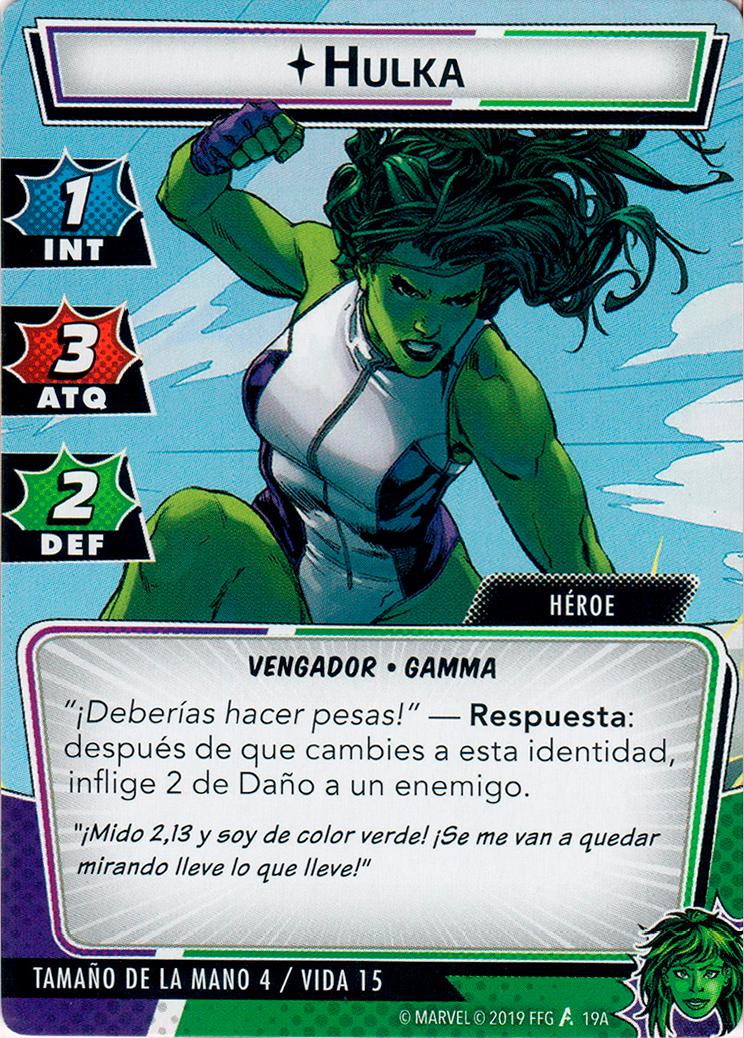 HULKA
1
INT
3
ATQ
2
DEF
HÉROE
VENGADOR • GAMMA
"¡Deberías hacer pesas!" — Respuesta:
después de que cambies a esta identidad,
inflige 2 de Daño a un enemigo.
"¡Mido 2,13 y soy de color verde! ¡Se me van a quedar
mirando lleve lo que lleve!"
TAMAÑO DE LA MANO 4 / VIDA 15
© MARVEL © 2019 FFG 19A